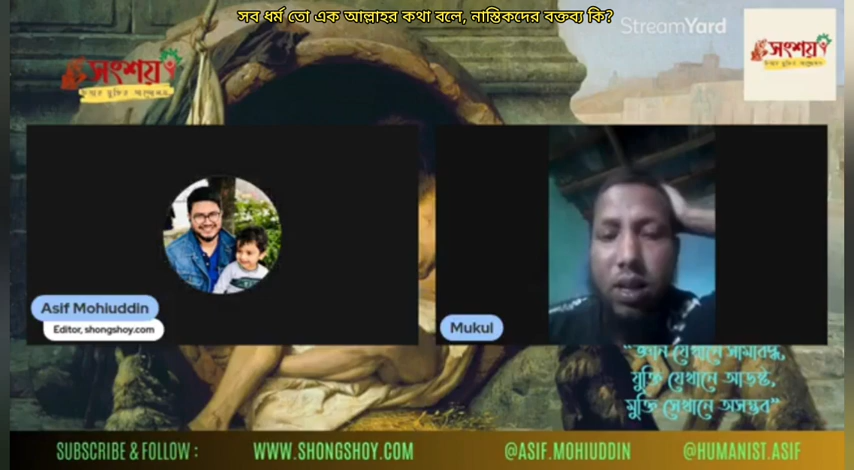 সব ধর্ম তো এক আল্লাহর কথা বলে, নাস্তিকদের বক্তব্য কি?
StreamYard
সংশয়
সংশয়
Asif Mohiuddin
Editor, shongshoy.com
Mukul
“জ্ঞান যেখানে সীমাবদ্ধ,
যুক্তি যেখানে আড়ষ্ট,
মুক্তি সেখানে অসম্ভব”
SUBSCRIBE & FOLLOW :
WWW.SHONGSHOY.COM
@ASIF.MOHIUDDIN
@HUMANIST.ASIF